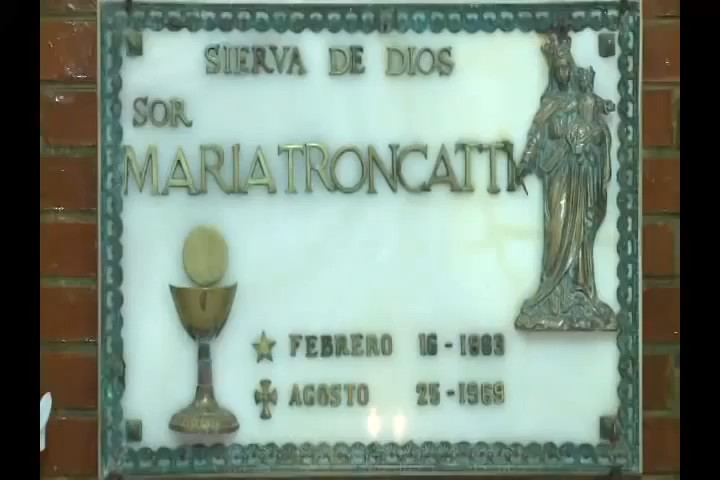 SIERVA DE DIOS
SOR
MARIA TRONCATTI
FEBRERO 16-1883
AGOSTO 25-1969